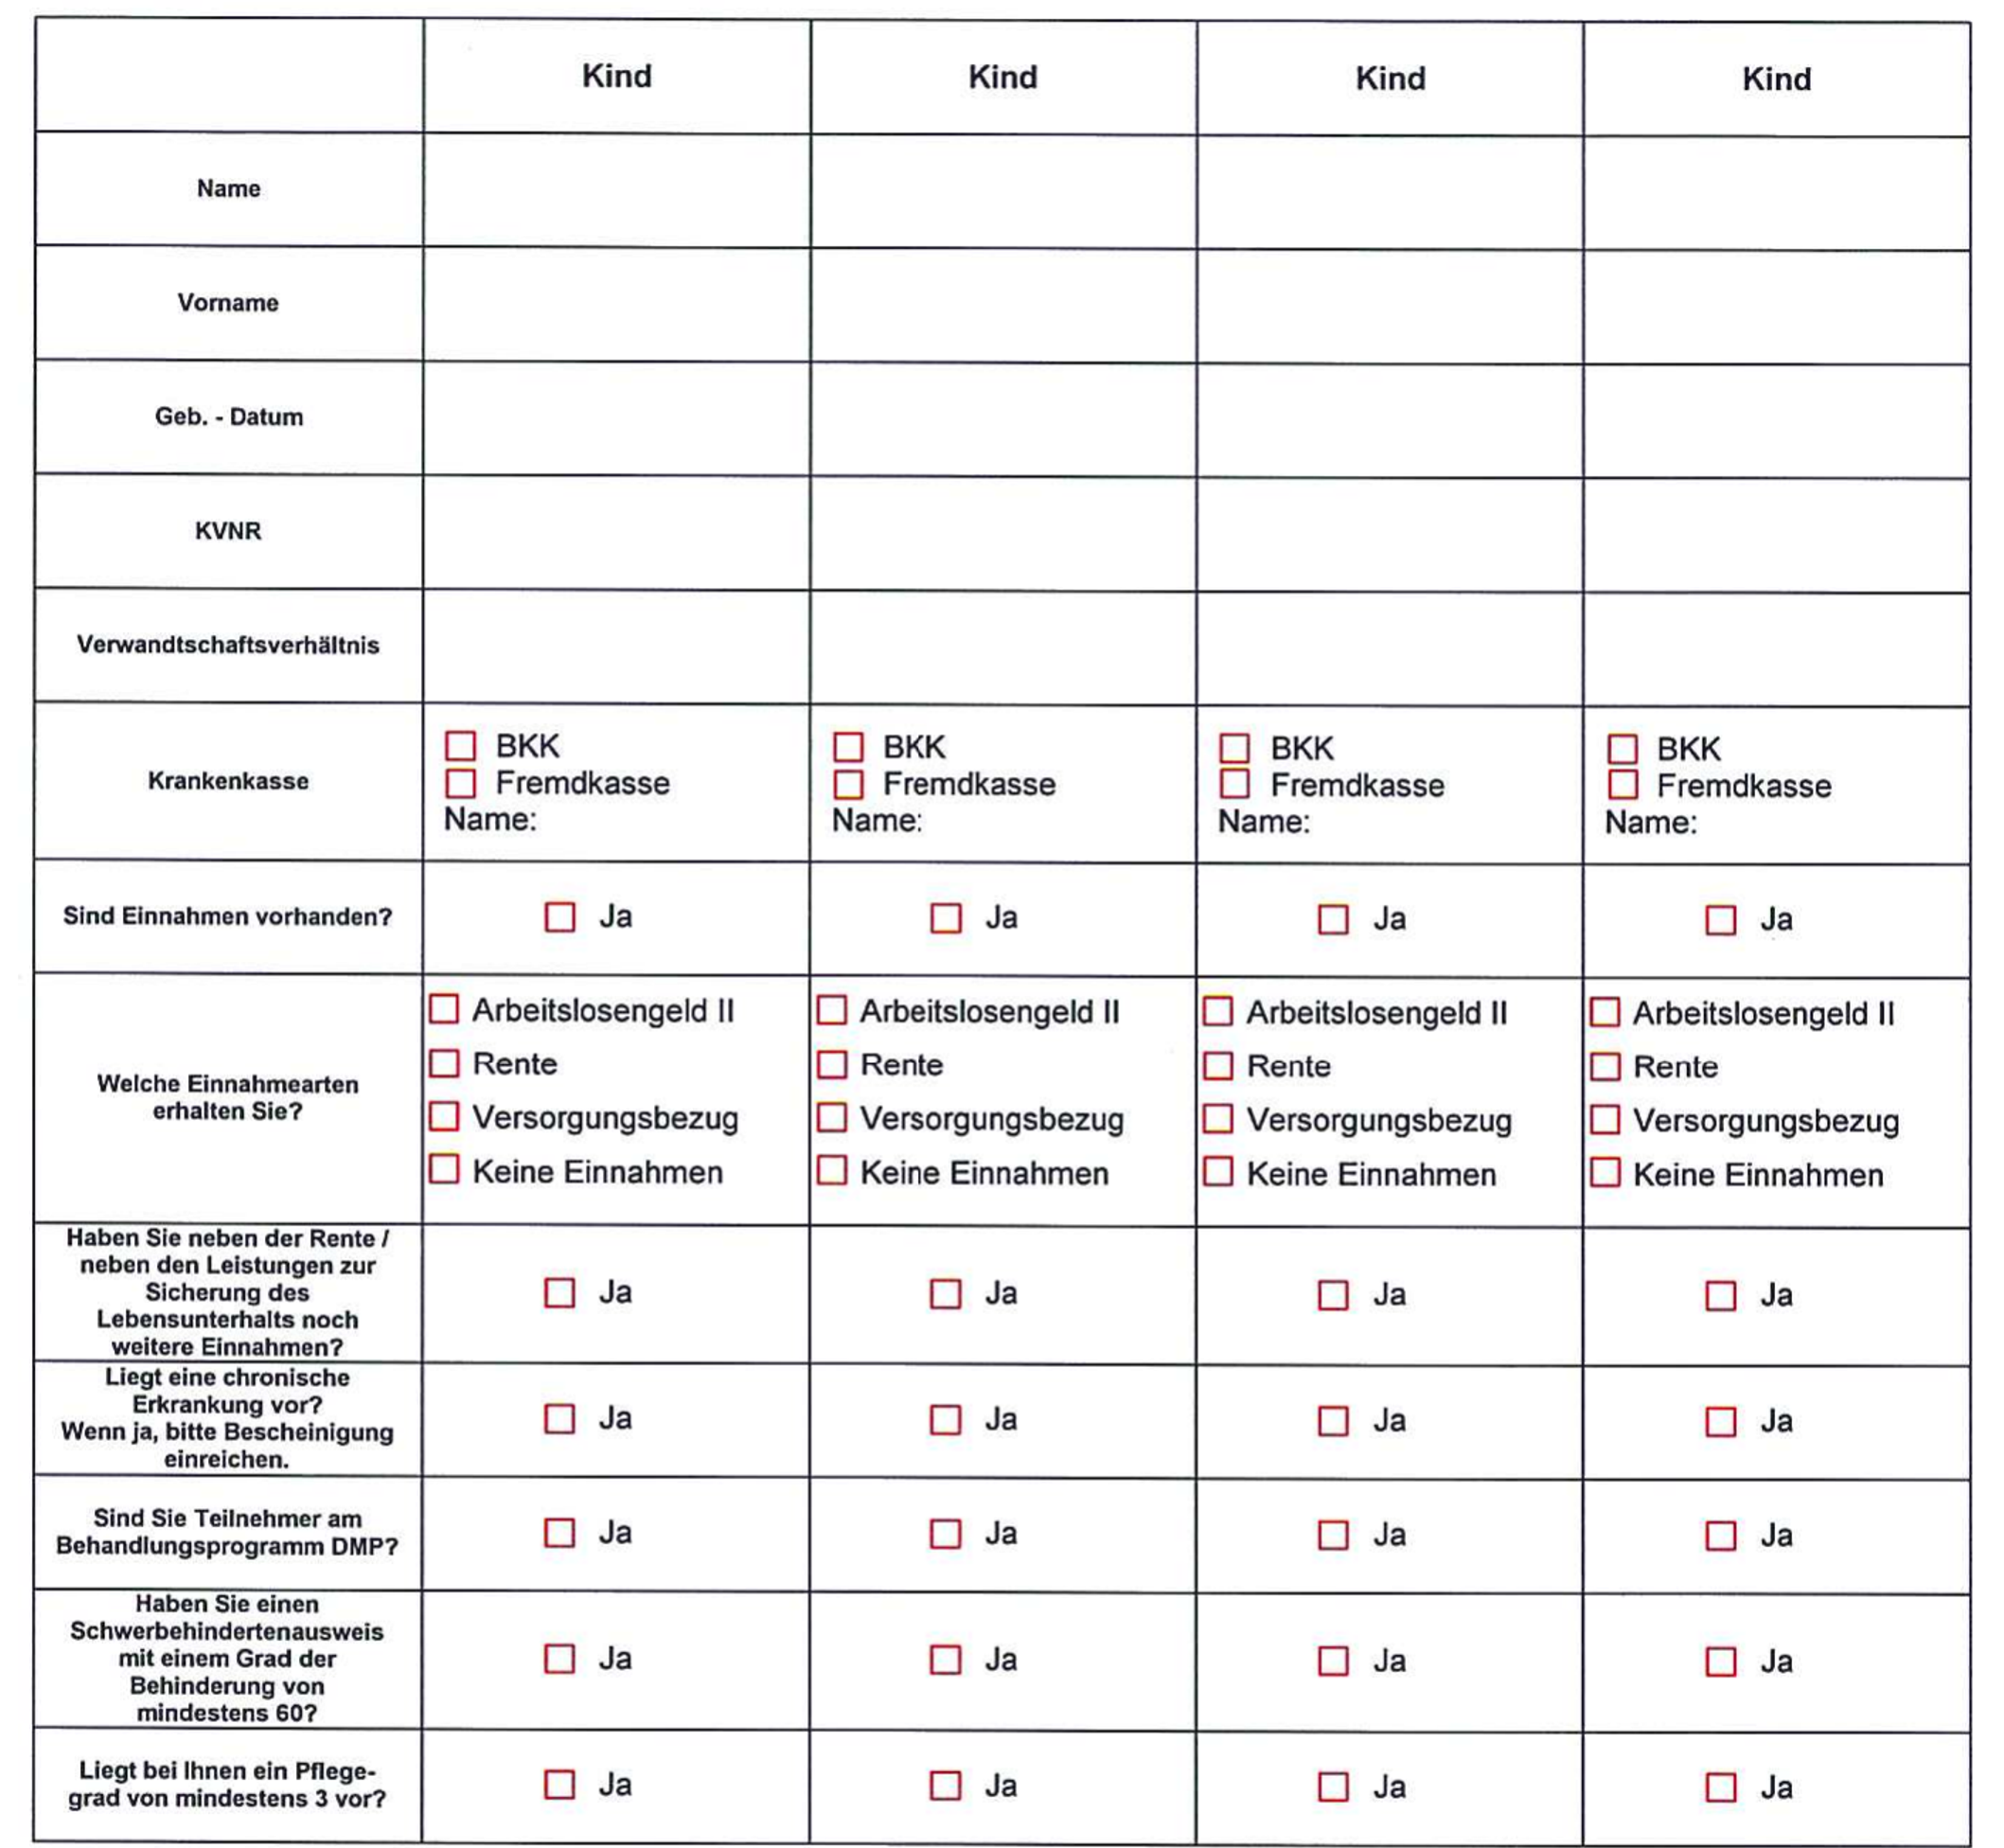 Kind Kind Kind Kind
Name
Vorname
Geb. - Datum
KVNR
Verwandtschaftsverhältnis
Krankenkasse
BKK
Fremdkasse
Name:
BKK
Fremdkasse
Name:
BKK
Fremdkasse
Name:
BKK
Fremdkasse
Name:
Sind Einnahmen vorhanden? Ja Ja Ja Ja
Welche Einnahmearten
erhalten Sie?
Arbeitslosengeld II
Rente
Versorgungsbezug
Keine Einnahmen
Arbeitslosengeld II
Rente
Versorgungsbezug
Keine Einnahmen
Arbeitslosengeld II
Rente
Versorgungsbezug
Keine Einnahmen
Arbeitslosengeld II
Rente
Versorgungsbezug
Keine Einnahmen
Haben Sie neben der Rente /
neben den Leistungen zur
Sicherung des
Lebensunterhalts noch
weitere Einnahmen?
Ja Ja Ja Ja
Liegt eine chronische
Erkrankung vor?
Wenn ja, bitte Bescheinigung
einreichen.
Ja Ja Ja Ja
Sind Sie Teilnehmer am
Behandlungsprogramm DMP?
Ja Ja Ja Ja
Haben Sie einen
Schwerbehindertenausweis
mit einem Grad der
Behinderung von
mindestens 60?
Ja Ja Ja Ja
Liegt bei Ihnen ein Pflege-
grad von mindestens 3 vor?
Ja Ja Ja Ja